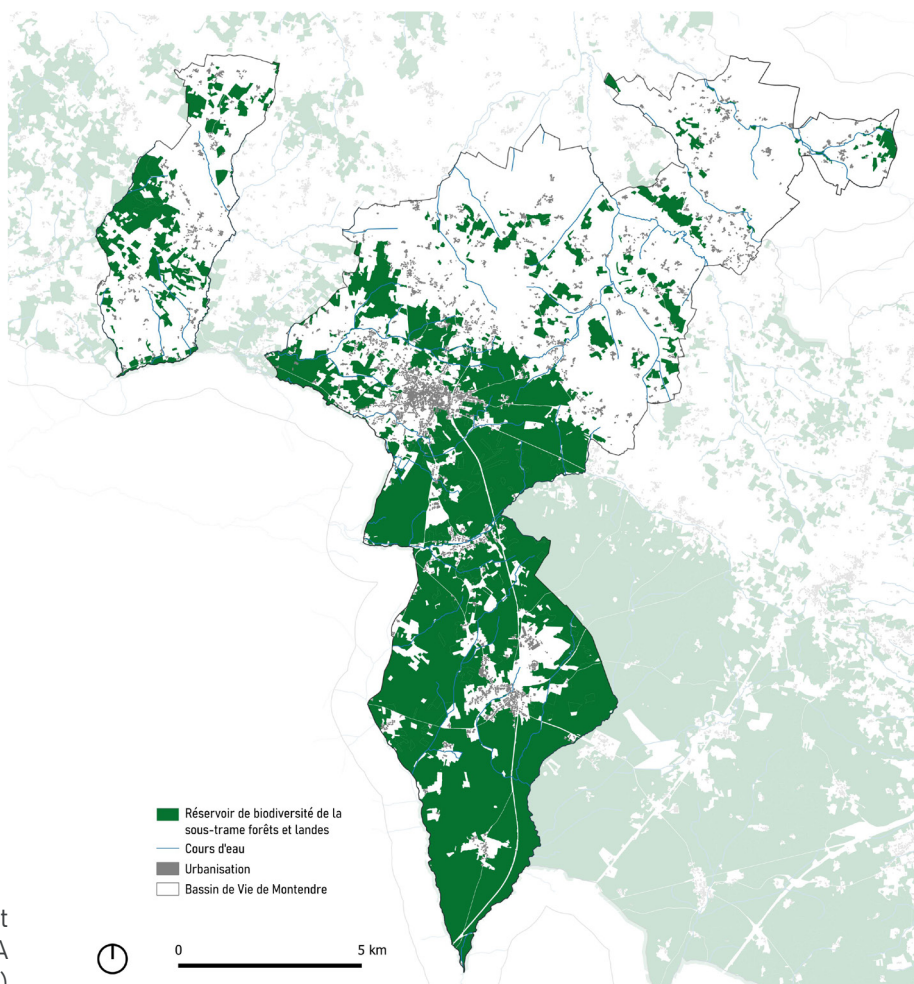 Réservoir de biodiversité de la
sous-trame forêts et landes
Cours d'eau
Urbanisation
Bassin de Vie de Montendre
t
A
)
0 5 km